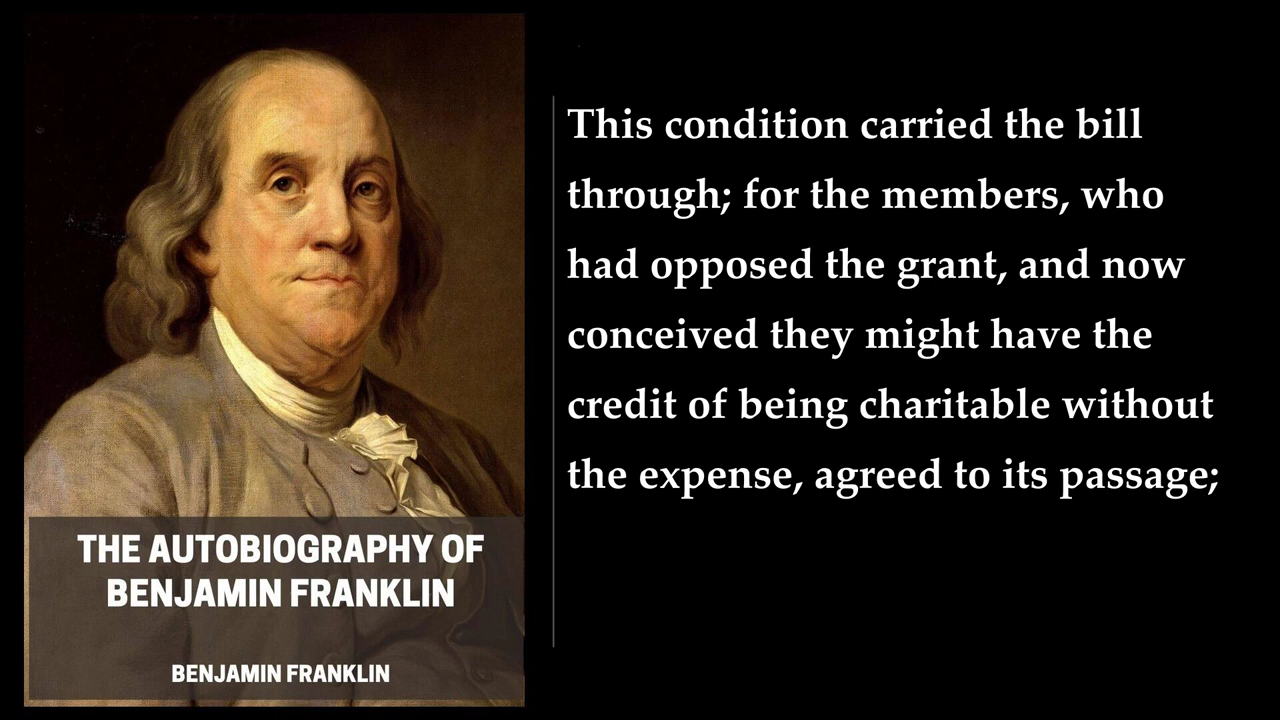 THE AUTOBIOGRAPHY OF
BENJAMIN FRANKLIN
BENJAMIN FRANKLIN
This condition carried the bill
through; for the members, who
had opposed the grant, and now
conceived they might have the
credit of being charitable without
the expense, agreed to its passage;